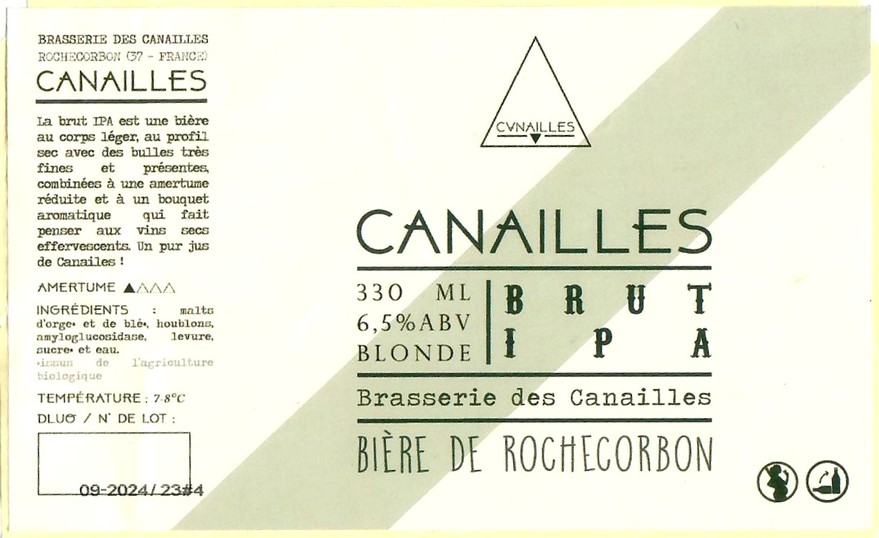 BRASSERIE DES CANAILLES
ROCHECORBON (37 - FRANCE)
CANAILLES
La brut IPA est une bière
au corps léger, au profil
sec avec des bulles très
fines et présentes,
combinées à une amertume
réduite et à un bouquet
aromatique qui fait
penser aux vins secs
effervescents. Un pur jus
de Canailes !
AMERTUME ▲△△△
INGRÉDIENTS : malts
d'orge• et de blé•, houblons,
amyloglucosidase, levure,
sucre• et eau.
•issus de l'agriculture
biologique
TEMPÉRATURE : 7-8°C
DLUO / N° DE LOT :
09-2024/ 23#4
CVNAILLES
CANAILLES
330 ML
6,5%ABV
BLONDE
BRUT
IPA
Brasserie des Canailles
BIÈRE DE ROCHECORBON